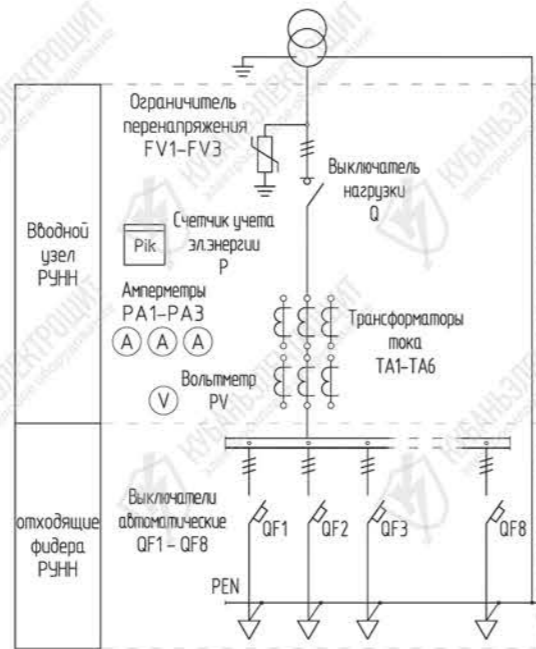 Ограничитель
перенапряжения
FV1-FV3
Выключатель
нагрузки
Q
Вводной
узел
РУНН
Счетчик учета
эл.энергии
P
Pik
Амперметры
PA1-PA3
A A A
Трансформаторы
тока
TA1-TA6
Вольтметр
PV
V
отходящие
фидера
РУНН
Выключатели
автоматические
QF1 - QF8
QF1 QF2 QF3 QF8
PEN
КУБАНЬЭЛЕКТРОЩИТ